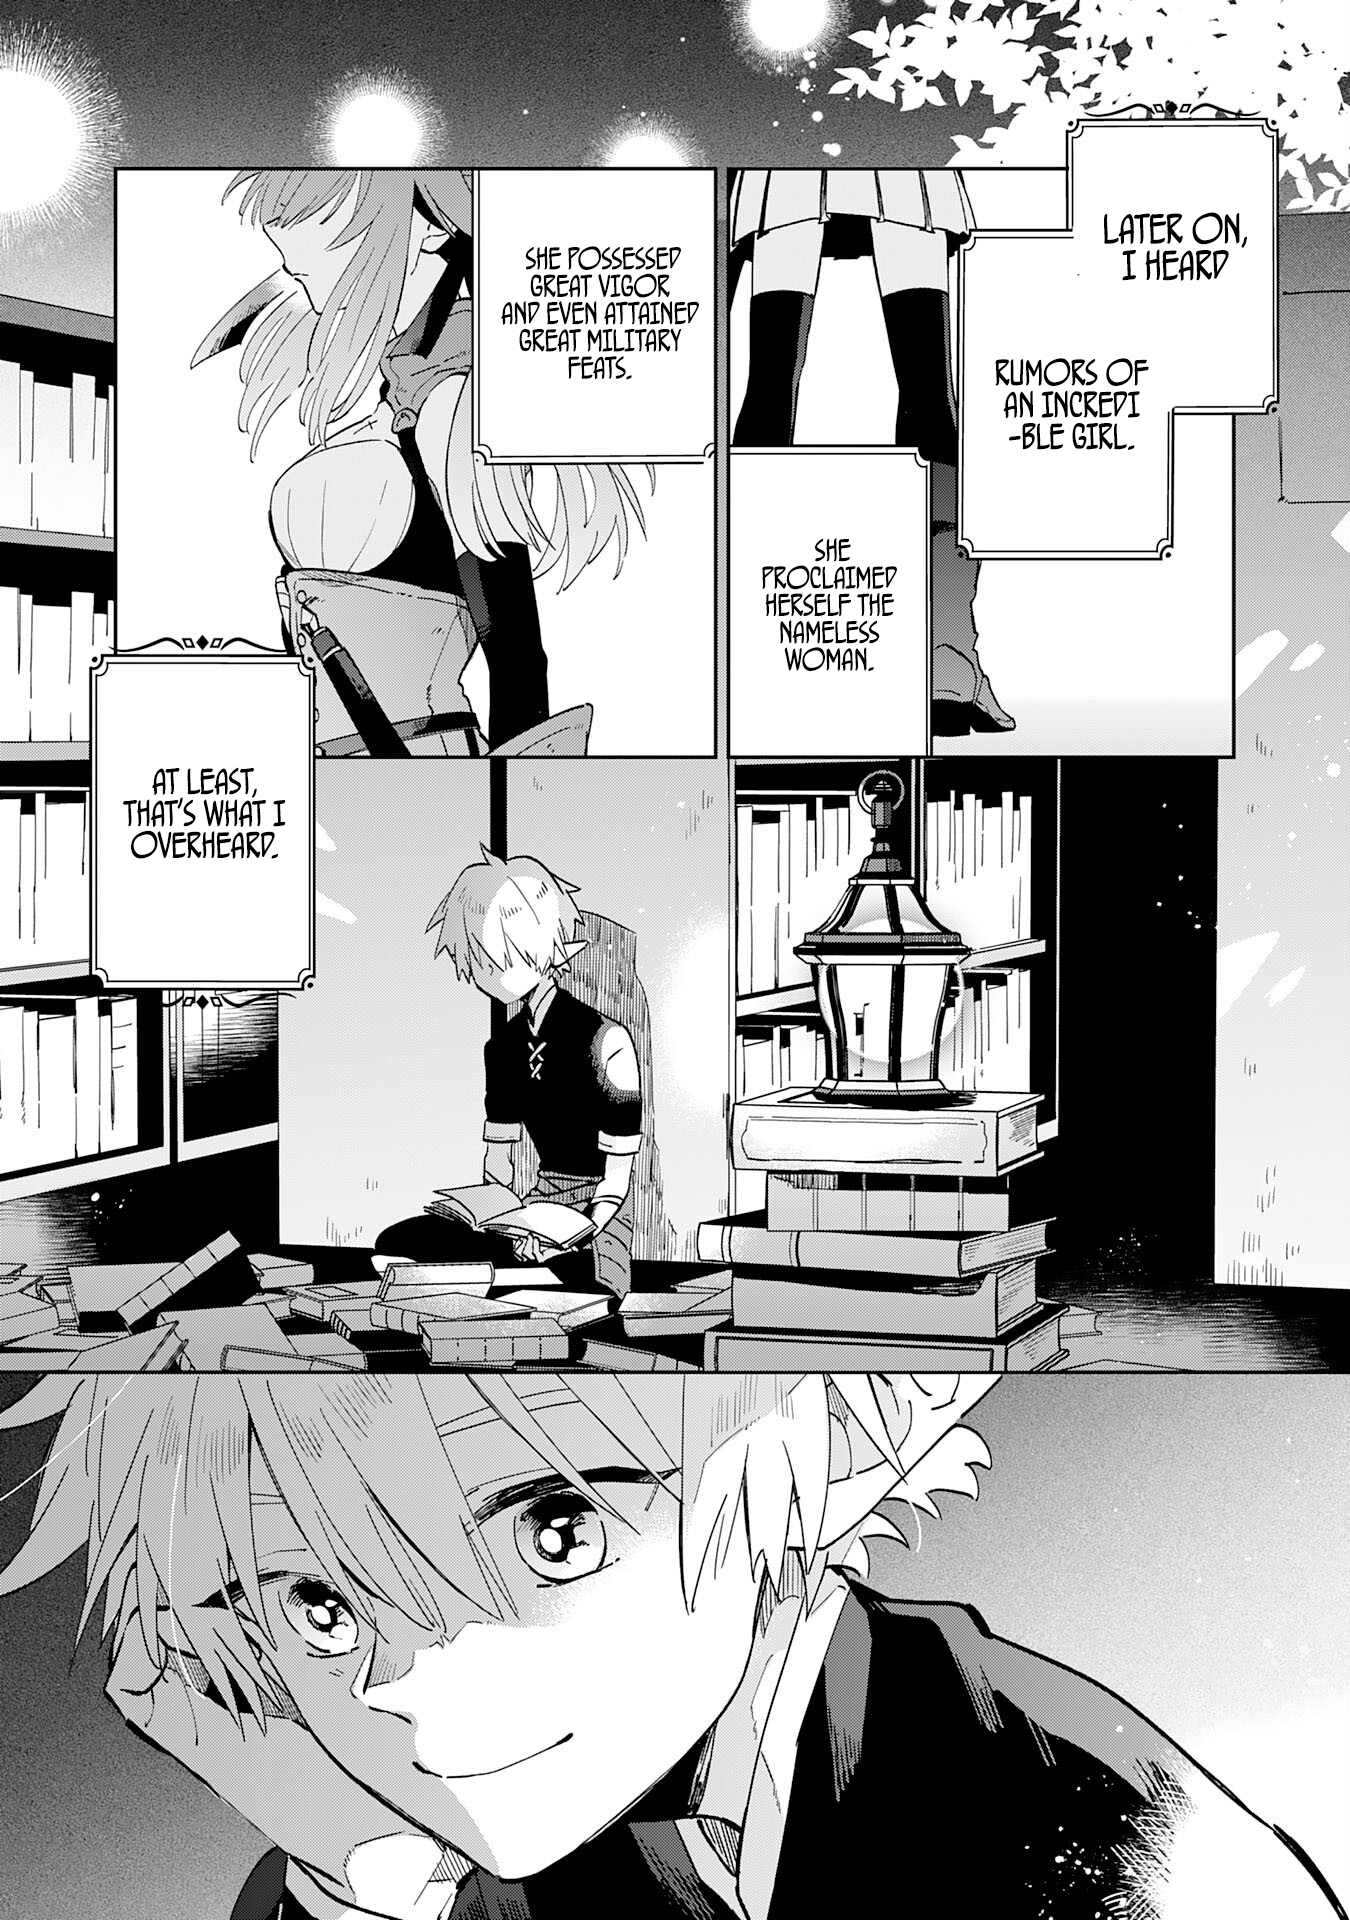 LATER ON,
I HEARD
RUMORS OF
AN INCREDI
-BLE GIRL.
SHE
PROCLAIMED
HERSELF THE
NAMELESS
WOMAN.
SHE POSSESSED
GREAT VIGOR
AND EVEN ATTAINED
GREAT MILITARY
FEATS.
AT LEAST,
THAT'S WHAT I
OVERHEARD.